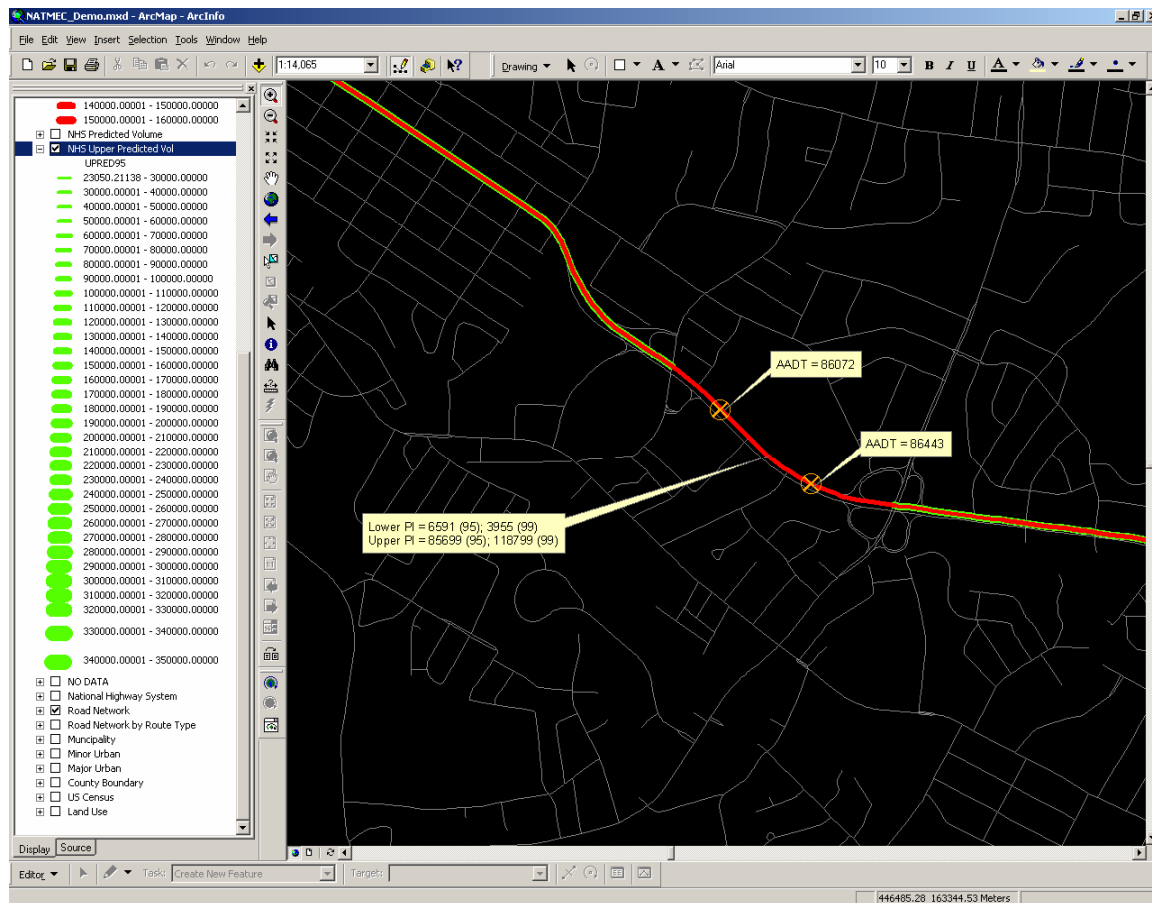 NATMEC_Demo.mxd - ArcMap - ArcInfo
File Edit View Insert Selection Tools Window Help
1:14,065
Drawing
A
Arial
10
B I U A
140000.00001 - 150000.00000
150000.00001 - 160000.00000
NHS Predicted Volume
NHS Upper Predicted Vol
UPRED95
23050.21138 - 30000.00000
30000.00001 - 40000.00000
40000.00001 - 50000.00000
50000.00001 - 60000.00000
60000.00001 - 70000.00000
70000.00001 - 80000.00000
80000.00001 - 90000.00000
90000.00001 - 100000.00000
100000.00001 - 110000.00000
110000.00001 - 120000.00000
120000.00001 - 130000.00000
130000.00001 - 140000.00000
140000.00001 - 150000.00000
150000.00001 - 160000.00000
160000.00001 - 170000.00000
170000.00001 - 180000.00000
180000.00001 - 190000.00000
190000.00001 - 200000.00000
200000.00001 - 210000.00000
210000.00001 - 220000.00000
220000.00001 - 230000.00000
230000.00001 - 240000.00000
240000.00001 - 250000.00000
250000.00001 - 260000.00000
260000.00001 - 270000.00000
270000.00001 - 280000.00000
280000.00001 - 290000.00000
290000.00001 - 300000.00000
300000.00001 - 310000.00000
310000.00001 - 320000.00000
320000.00001 - 330000.00000
330000.00001 - 340000.00000
340000.00001 - 350000.00000
NO DATA
National Highway System
Road Network
Road Network by Route Type
Muncipality
Minor Urban
Major Urban
County Boundary
US Census
Land Use
Display Source
AADT = 86072
AADT = 86443
Lower PI = 6591 (95); 3955 (99)
Upper PI = 85699 (95); 118799 (99)
Editor Task: Create New Feature Target:
446485.28 163344.53 Meters